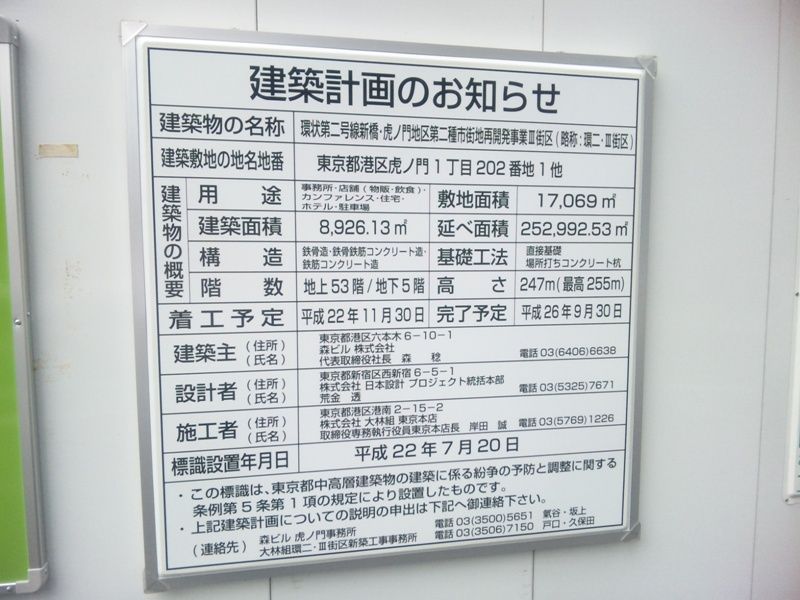 建築計画のお知らせ
建築物の名称 環状第二号線新橋・虎ノ門地区第二種市街地再開発事業Ⅲ街区(略称:環二・Ⅲ街区)
建築敷地の地名地番 東京都港区虎ノ門1丁目202番地1他
建築物の概要
用途 事務所・店舗(物販・飲食)・
カンファレンス・住宅・
ホテル・駐車場
敷地面積 17,069㎡
建築面積 8,926.13㎡ 延べ面積 252,992.53㎡
構造 鉄骨造・鉄骨鉄筋コンクリート造・
鉄筋コンクリート造
基礎工法 直接基礎
場所打ちコンクリート杭
階数 地上53階/地下5階 高さ 247m(最高255m)
着工予定 平成22年11月30日 完了予定 平成26年9月30日
建築主 (住所) 東京都港区六本木6-10-1
(氏名) 森ビル 株式会社
代表取締役社長 森 稔 電話 03(6406)6638
設計者 (住所) 東京都新宿区西新宿6-5-1
(氏名) 株式会社 日本設計 プロジェクト統括本部
荒金 透 電話 03(5325)7671
施工者 (住所) 東京都港区港南2-15-2
(氏名) 株式会社 大林組 東京本店
取締役専務執行役員東京本店長 岸田 誠 電話 03(5769)1226
標識設置年月日 平成22年7月20日
・この標識は、東京都中高層建築物の建築に係る紛争の予防と調整に関する
条例第5条第1項の規定により設置したものです。
・上記建築計画についての説明の申出は下記へ御連絡下さい。
(連絡先) 森ビル 虎ノ門事務所 電話 03(3500)5651 氣谷・坂上
大林組環二・Ⅲ街区新築工事事務所 電話 03(3506)7150 戸口・久保田